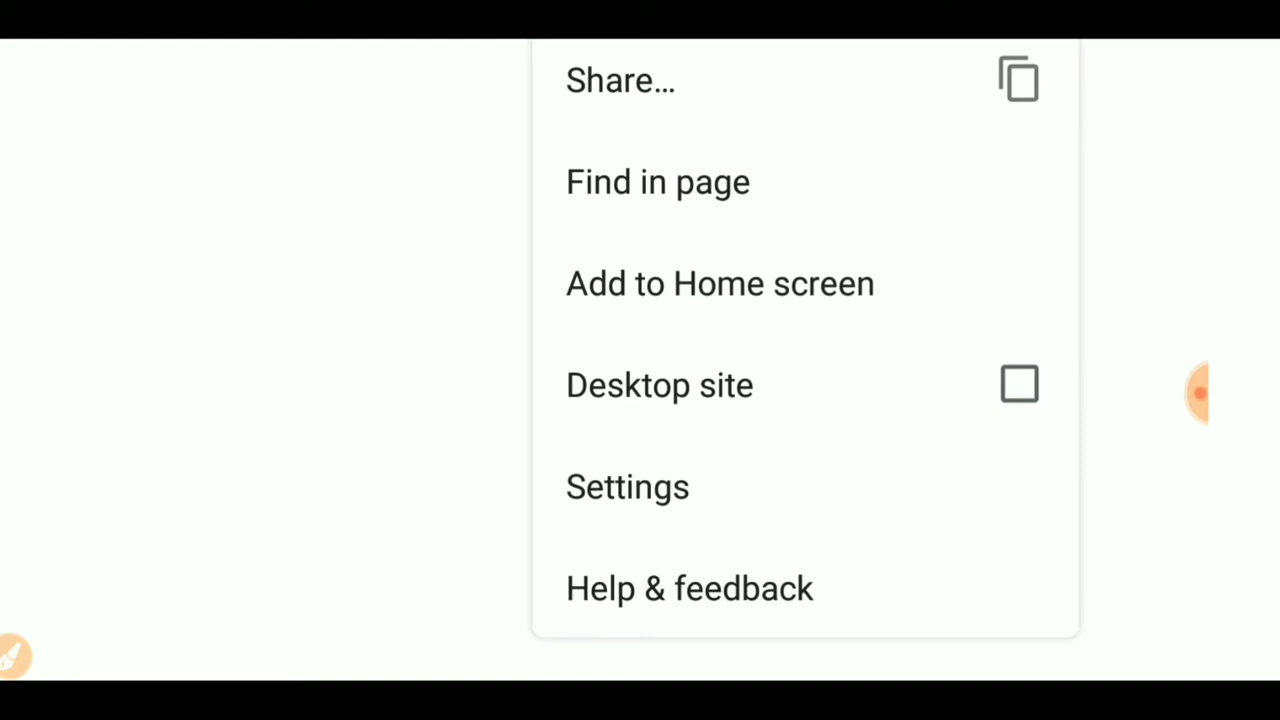 Share...
Find in page
Add to Home screen
Desktop site
Settings
Help & feedback